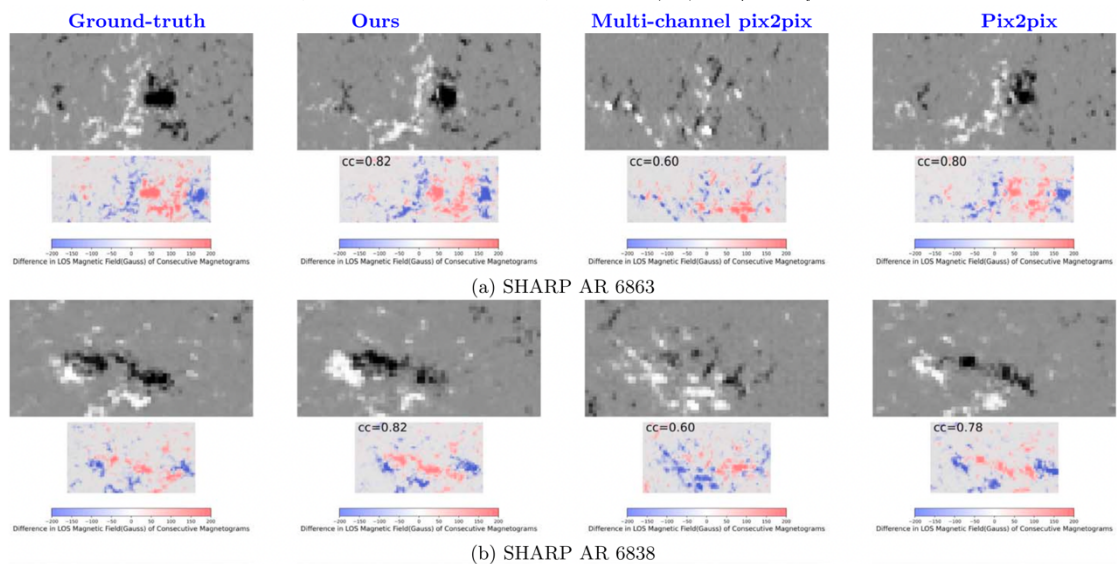 Ground-truth Ours Multi-channel pix2pix Pix2pix
cc=0.82 cc=0.60 cc=0.80
-200 -150 -100 -50 0 50 100 150 200 -200 -150 -100 -50 0 50 100 150 200 -200 -150 -100 -50 0 50 100 150 200 -200 -150 -100 -50 0 50 100 150 200
Difference in LOS Magnetic Field(Gauss) of Consecutive Magnetograms Difference in LOS Magnetic Field(Gauss) of Consecutive Magnetograms Difference in LOS Magnetic Field(Gauss) of Consecutive Magnetograms Difference in LOS Magnetic Field(Gauss) of Consecutive Magnetograms
(a) SHARP AR 6863
cc=0.82 cc=0.60 cc=0.78
-200 -150 -100 -50 0 50 100 150 200 -200 -150 -100 -50 0 50 100 150 200 -200 -150 -100 -50 0 50 100 150 200 -200 -150 -100 -50 0 50 100 150 200
Difference in LOS Magnetic Field(Gauss) of Consecutive Magnetograms Difference in LOS Magnetic Field(Gauss) of Consecutive Magnetograms Difference in LOS Magnetic Field(Gauss) of Consecutive Magnetograms Difference in LOS Magnetic Field(Gauss) of Consecutive Magnetograms
(b) SHARP AR 6838